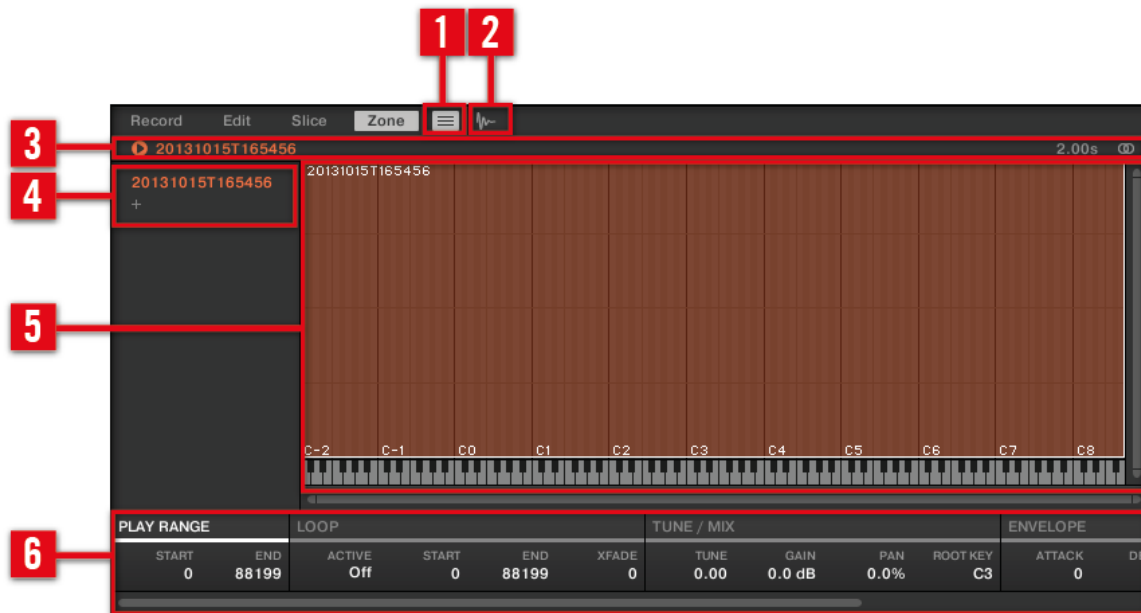 1 2
Record Edit Slice Zone
3
20131015T165456 2.00s
4
20131015T165456
+
20131015T165456
5
C-2 C-1 C0 C1 C2 C3 C4 C5 C6 C7 C8
6
PLAY RANGE LOOP TUNE / MIX ENVELOPE
START END ACTIVE START END XFADE TUNE GAIN PAN ROOT KEY ATTACK
0 88199 Off 0 88199 0 0.00 0.0 dB 0.0% C3 0